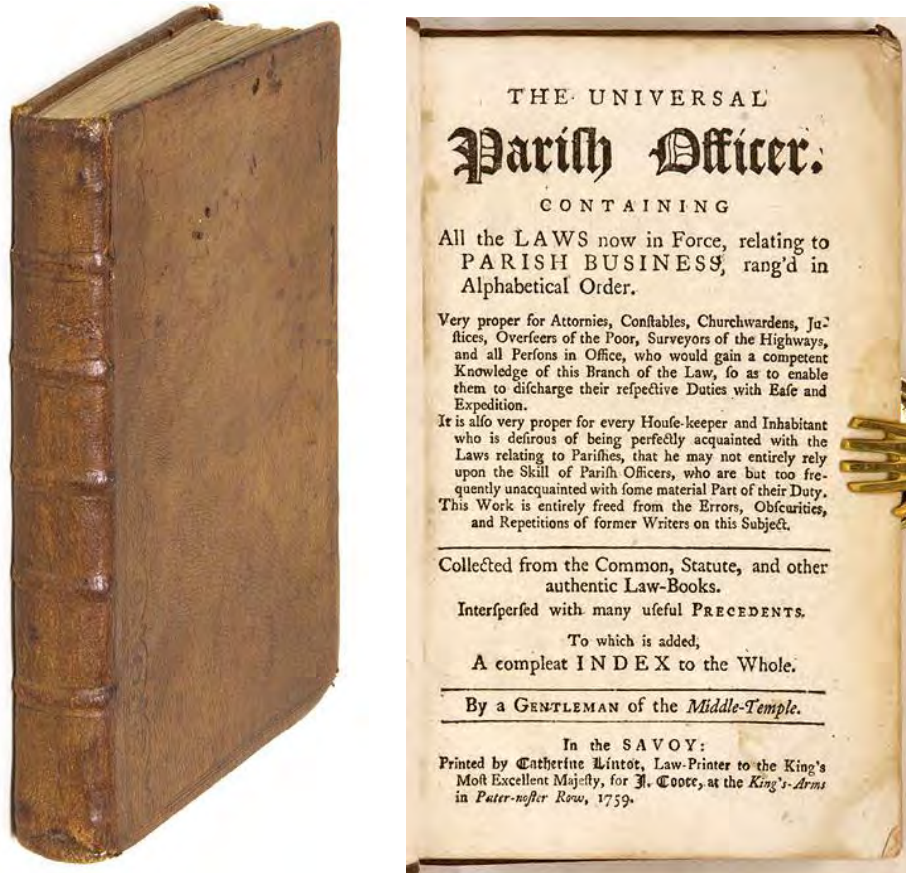 THE UNIVERSAL
Pariſh Officer.
CONTAINING
All the LAWS now in Force, relating to
PARISH BUSINESS, rang'd in
Alphabetical Order.
Very proper for Attornies, Conſtables, Churchwardens, Ju-
ſtices, Overſeers of the Poor, Surveyors of the Highways,
and all Perſons in Office, who would gain a competent
Knowledge of this Branch of the Law, ſo as to enable
them to diſcharge their reſpective Duties with Eaſe and
Expedition.
It is alſo very proper for every Houſe-keeper and Inhabitant
who is deſirous of being perfectly acquainted with the
Laws relating to Pariſhes, that he may not entirely rely
upon the Skill of Pariſh Officers, who are but too fre-
quently unacquainted with ſome material Part of their Duty.
This Work is entirely freed from the Errors, Obſcurities,
and Repetitions of former Writers on this Subject.
Collected from the Common, Statute, and other
authentic Law-Books.
Interſperſed with many uſeful PRECEDENTS.
To which is added,
A compleat INDEX to the Whole.
By a GENTLEMAN of the Middle-Temple.
In the SAVOY:
Printed by Catherine Lintot, Law-Printer to the King's
Moſt Excellent Majeſty, for J. Coote, at the King's-Arms
in Pater-noſter Row, 1759.